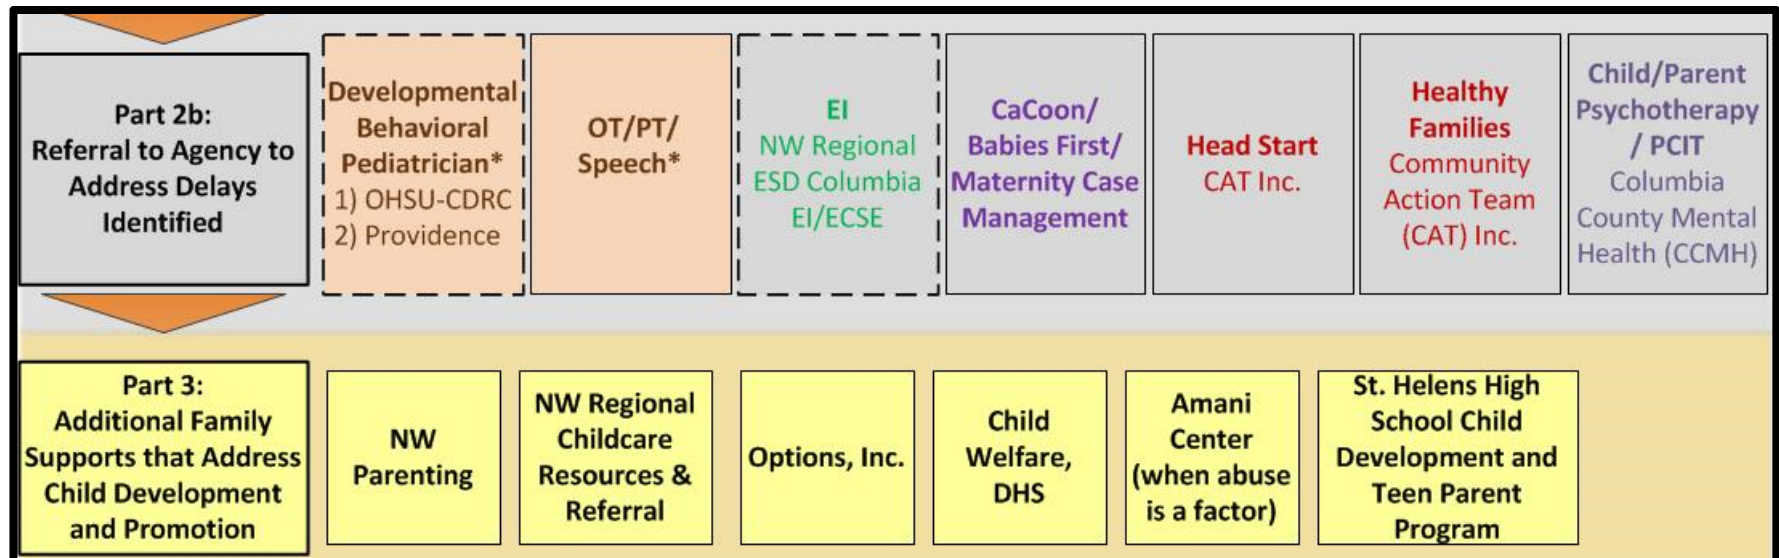 Part 2b:
Referral to Agency to
Address Delays
Identified
Developmental
Behavioral
Pediatrician*
1) OHSU-CDRC
2) Providence
OT/PT/
Speech*
EI
NW Regional
ESD Columbia
EI/ECSE
CaCoon/
Babies First/
Maternity Case
Management
Head Start
CAT Inc.
Healthy
Families
Community
Action Team
(CAT) Inc.
Child/Parent
Psychotherapy
/ PCIT
Columbia
County Mental
Health (CCMH)
Part 3:
Additional Family
Supports that Address
Child Development
and Promotion
NW
Parenting
NW Regional
Childcare
Resources &
Referral
Options, Inc.
Child
Welfare,
DHS
Amani
Center
(when abuse
is a factor)
St. Helens High
School Child
Development and
Teen Parent
Program